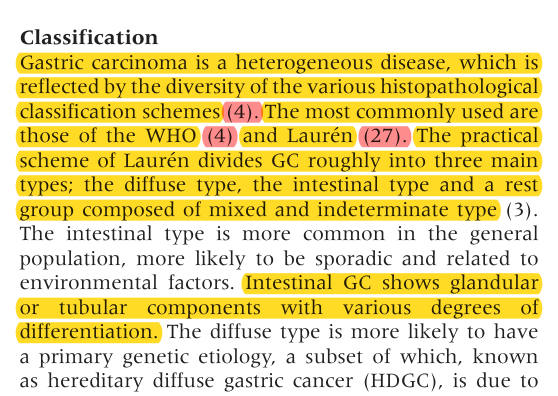 Classification
Gastric carcinoma is a heterogeneous disease, which is
reflected by the diversity of the various histopathological
classification schemes (4). The most commonly used are
those of the WHO (4) and Laurén (27). The practical
scheme of Laurén divides GC roughly into three main
types; the diffuse type, the intestinal type and a rest
group composed of mixed and indeterminate type (3).
The intestinal type is more common in the general
population, more likely to be sporadic and related to
environmental factors. Intestinal GC shows glandular
or tubular components with various degrees of
differentiation. The diffuse type is more likely to have
a primary genetic etiology, a subset of which, known
as hereditary diffuse gastric cancer (HDGC), is due to